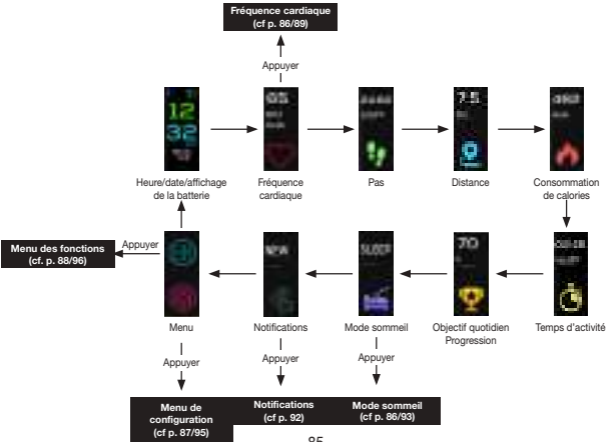 Fréquence cardiaque
(cf p. 86/89)
Appuyer
12
32
7.5
Heure/date/affichage
de la batterie
Fréquence
cardiaque
Pas
Distance
Consommation
de calories
Menu des fonctions
(cf. p. 88/96)
Appuyer
NEW
SLEEP
70
Menu
Notifications
Mode sommeil
Objectif quotidien
Progression
Temps d'activité
Appuyer
Appuyer
Appuyer
Menu de
configuration
(cf p. 87/95)
Notifications
(cf p. 92)
Mode sommeil
(cf p. 86/93)
85